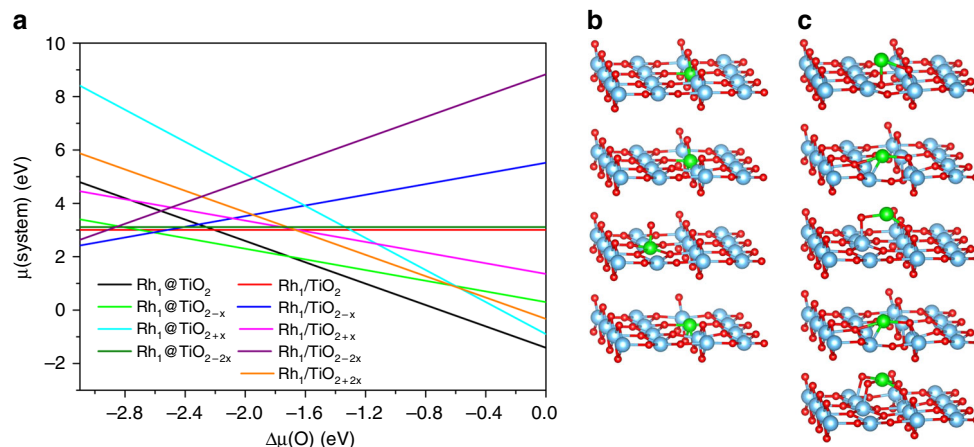 a
b
c
10
8
6
4
2
0
−2
μ(system) (eV)
Rh₁@TiO₂
Rh₁@TiO₂₋ₓ
Rh₁@TiO₂₊ₓ
Rh₁@TiO₂₋₂ₓ
Rh₁/TiO₂
Rh₁/TiO₂₋ₓ
Rh₁/TiO₂₊ₓ
Rh₁/TiO₂₋₂ₓ
Rh₁/TiO₂₊₂ₓ
−2.8 −2.4 −2.0 −1.6 −1.2 −0.8 −0.4 0.0
Δμ(O) (eV)